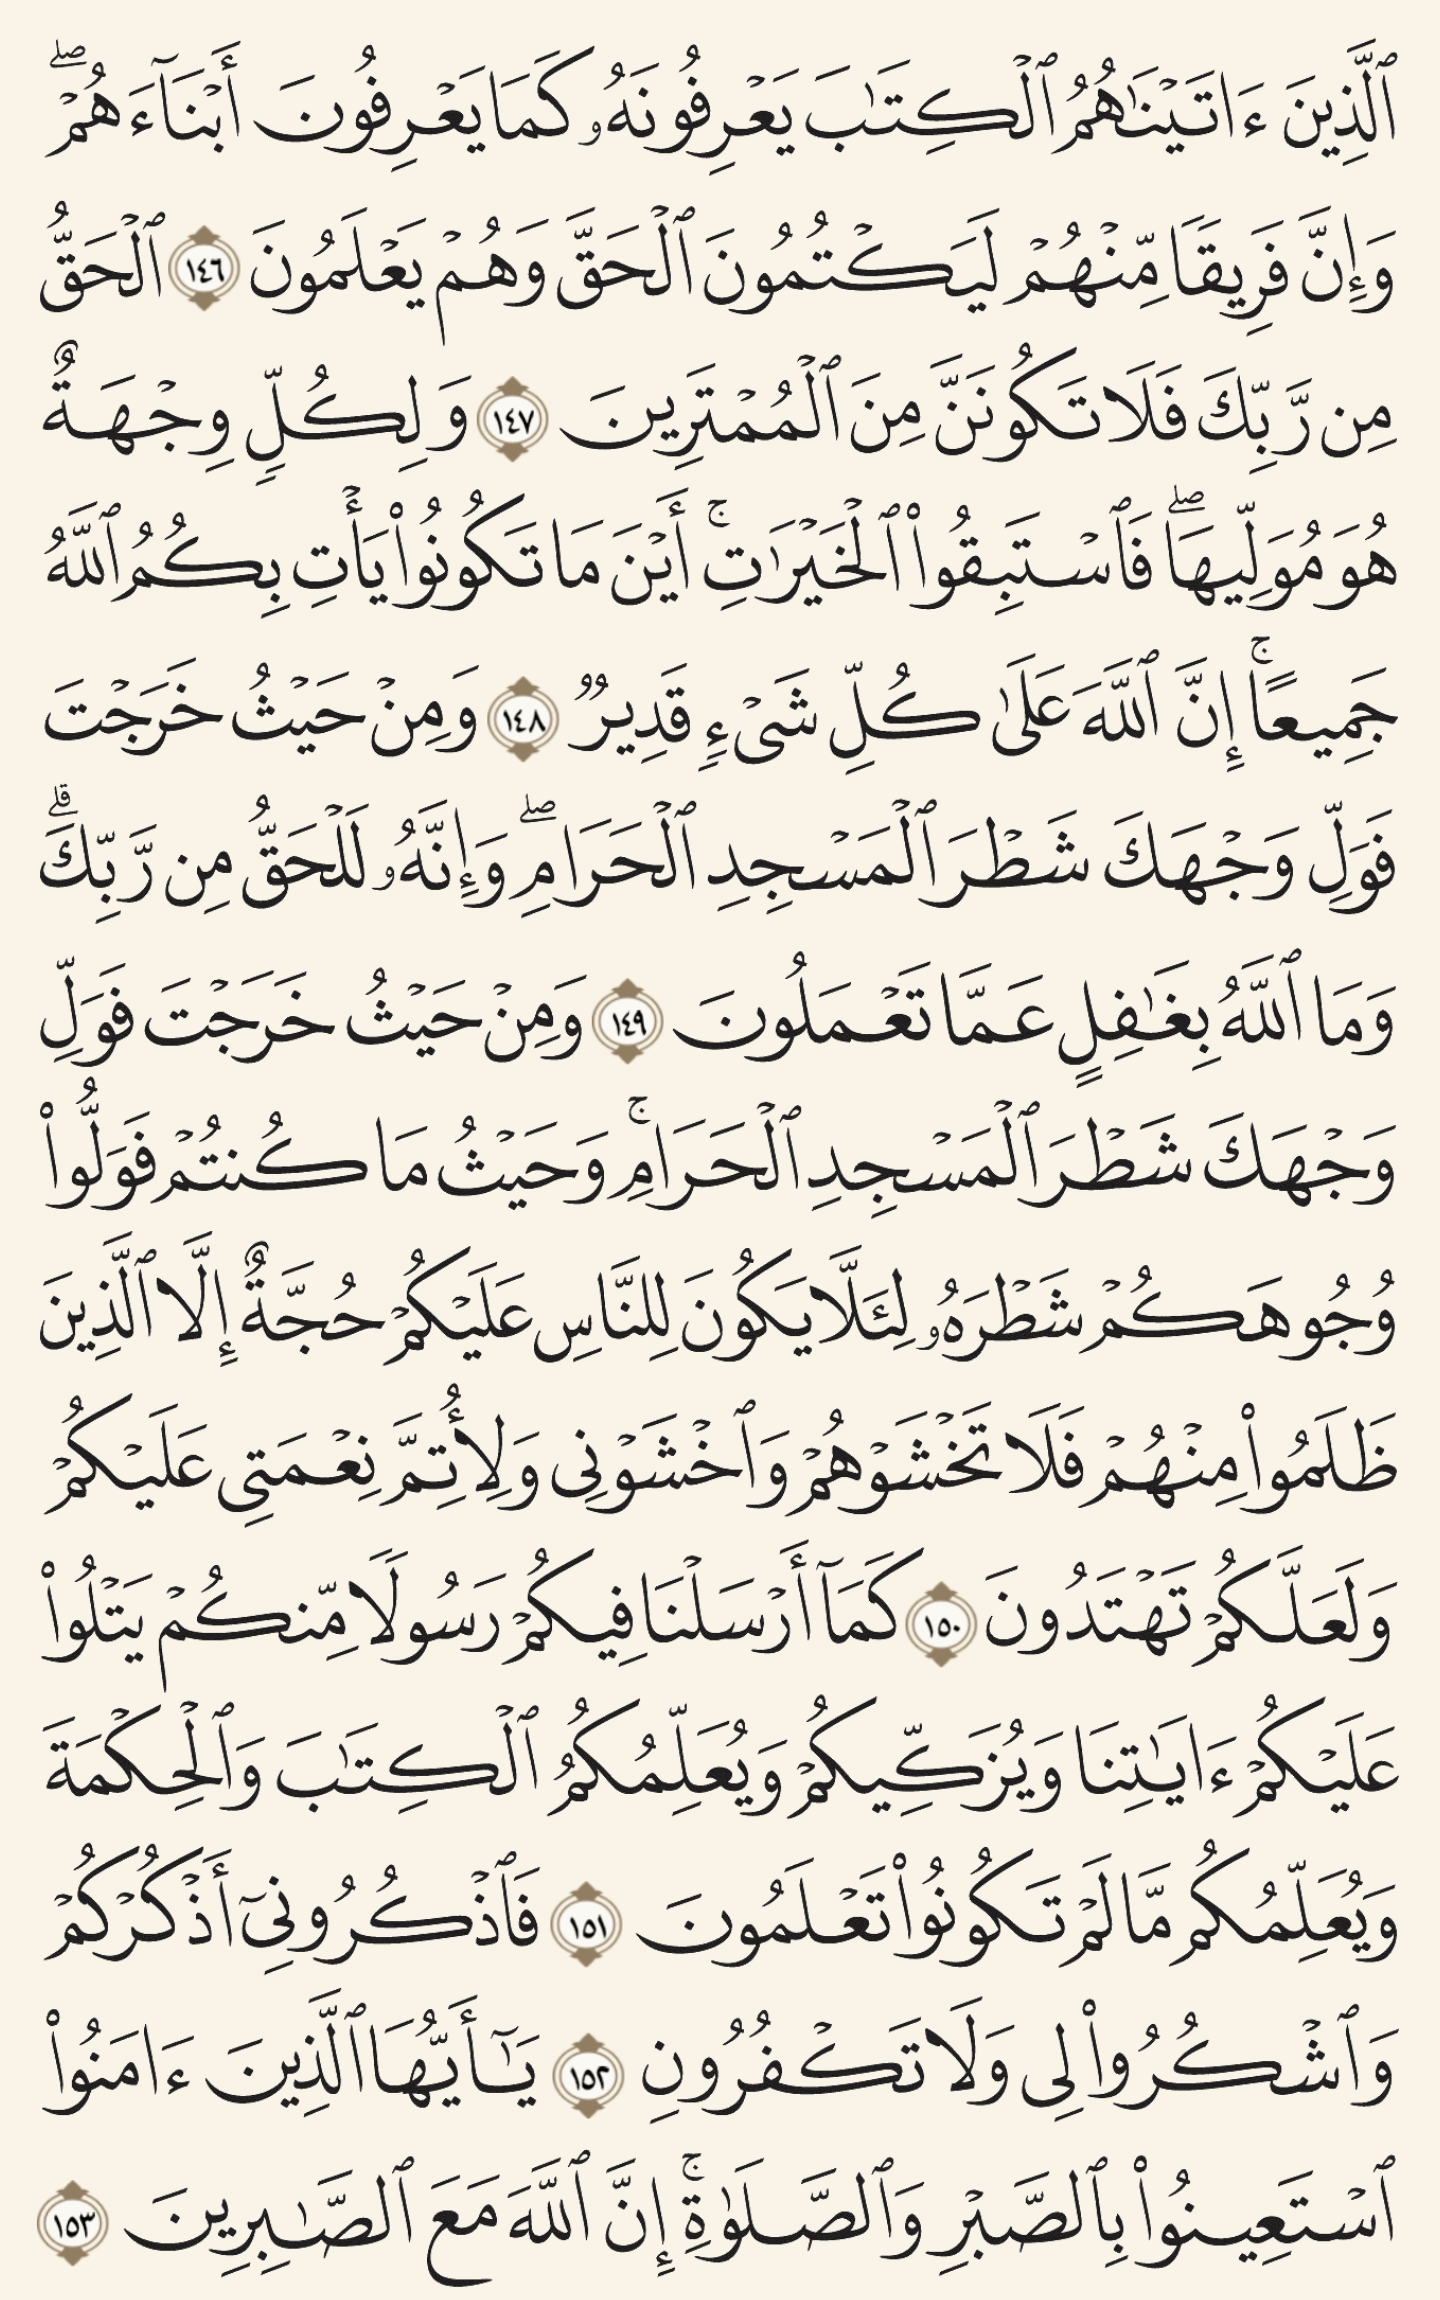 ٱلَّذِينَ ءَاتَيْنَٰهُمُ ٱلْكِتَٰبَ يَعْرِفُونَهُۥ كَمَا يَعْرِفُونَ أَبْنَآءَهُمْ ۖ
وَإِنَّ فَرِيقًا مِّنْهُمْ لَيَكْتُمُونَ ٱلْحَقَّ وَهُمْ يَعْلَمُونَ ١٤٦ ٱلْحَقُّ
مِن رَّبِّكَ فَلَا تَكُونَنَّ مِنَ ٱلْمُمْتَرِينَ ١٤٧ وَلِكُلٍّ وِجْهَةٌ
هُوَ مُوَلِّيهَا ۖ فَٱسْتَبِقُوا۟ ٱلْخَيْرَٰتِ ۚ أَيْنَ مَا تَكُونُوا۟ يَأْتِ بِكُمُ ٱللَّهُ
جَمِيعًا ۚ إِنَّ ٱللَّهَ عَلَىٰ كُلِّ شَىْءٍ قَدِيرٌ ١٤٨ وَمِنْ حَيْثُ خَرَجْتَ
فَوَلِّ وَجْهَكَ شَطْرَ ٱلْمَسْجِدِ ٱلْحَرَامِ ۖ وَإِنَّهُۥ لَلْحَقُّ مِن رَّبِّكَ ۗ
وَمَا ٱللَّهُ بِغَٰفِلٍ عَمَّا تَعْمَلُونَ ١٤٩ وَمِنْ حَيْثُ خَرَجْتَ فَوَلِّ
وَجْهَكَ شَطْرَ ٱلْمَسْجِدِ ٱلْحَرَامِ ۚ وَحَيْثُ مَا كُنتُمْ فَوَلُّوا۟
وُجُوهَكُمْ شَطْرَهُۥ لِئَلَّا يَكُونَ لِلنَّاسِ عَلَيْكُمْ حُجَّةٌ إِلَّا ٱلَّذِينَ
ظَلَمُوا۟ مِنْهُمْ فَلَا تَخْشَوْهُمْ وَٱخْشَوْنِى وَلِأُتِمَّ نِعْمَتِى عَلَيْكُمْ
وَلَعَلَّكُمْ تَهْتَدُونَ ١٥٠ كَمَآ أَرْسَلْنَا فِيكُمْ رَسُولًا مِّنكُمْ يَتْلُوا۟
عَلَيْكُمْ ءَايَٰتِنَا وَيُزَكِّيكُمْ وَيُعَلِّمُكُمُ ٱلْكِتَٰبَ وَٱلْحِكْمَةَ
وَيُعَلِّمُكُم مَّا لَمْ تَكُونُوا۟ تَعْلَمُونَ ١٥١ فَٱذْكُرُونِىٓ أَذْكُرْكُمْ
وَٱشْكُرُوا۟ لِى وَلَا تَكْفُرُونِ ١٥٢ يَٰٓأَيُّهَا ٱلَّذِينَ ءَامَنُوا۟
ٱسْتَعِينُوا۟ بِٱلصَّبْرِ وَٱلصَّلَوٰةِ ۚ إِنَّ ٱللَّهَ مَعَ ٱلصَّٰبِرِينَ ١٥٣